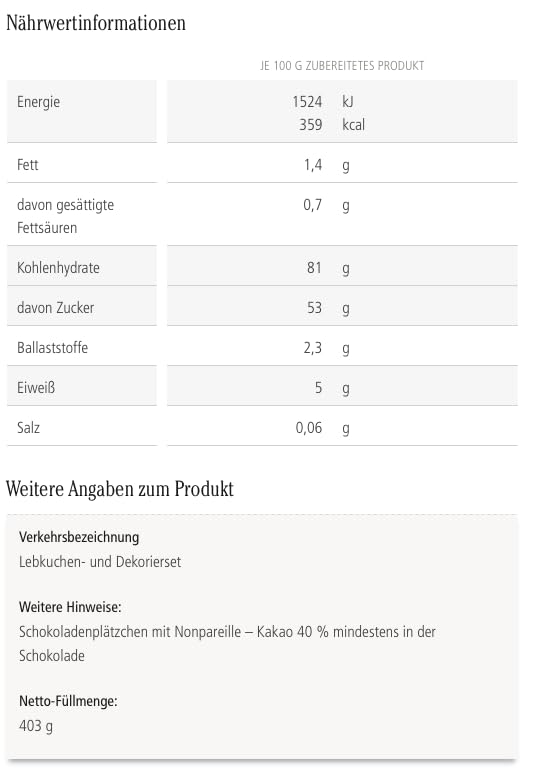 Nährwertinformationen
JE 100 G ZUBEREITETES PRODUKT
Energie 1524 kJ
359 kcal
Fett 1,4 g
davon gesättigte 0,7 g
Fettsäuren
Kohlenhydrate 81 g
davon Zucker 53 g
Ballaststoffe 2,3 g
Eiweiß 5 g
Salz 0,06 g
Weitere Angaben zum Produkt
Verkehrsbezeichnung
Lebkuchen- und Dekorierset
Weitere Hinweise:
Schokoladenplätzchen mit Nonpareille – Kakao 40 % mindestens in der
Schokolade
Netto-Füllmenge:
403 g